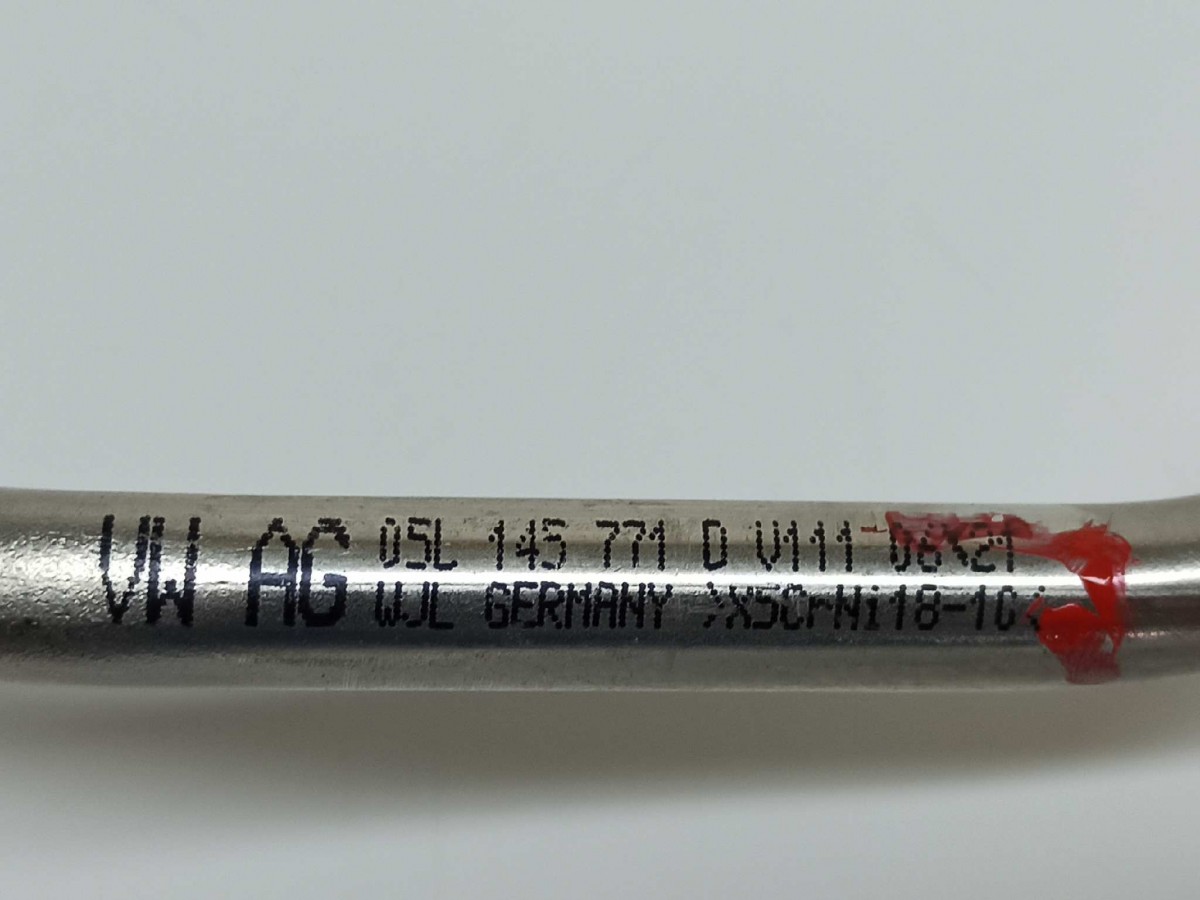 VW AG
05L 145 771 D V111
WJL GERMANY >X5CrNi18-10<